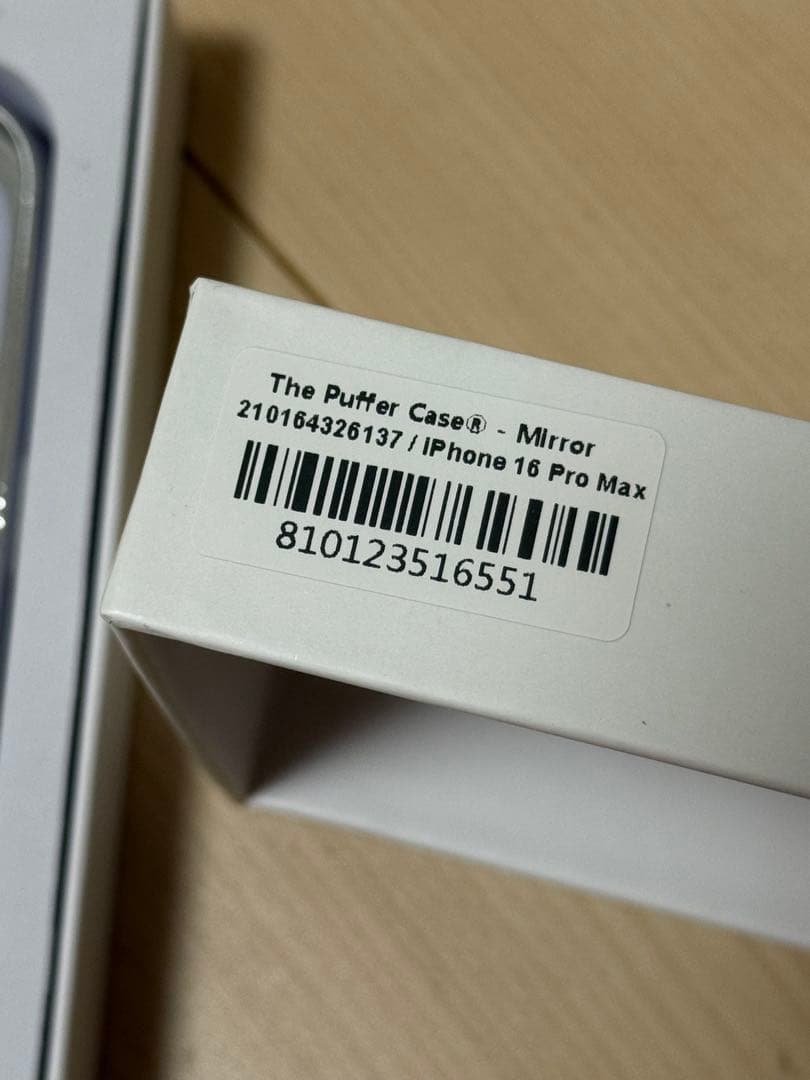 The Puffer Case® - Mirror
210164326137 / iPhone 16 Pro Max
810123516551